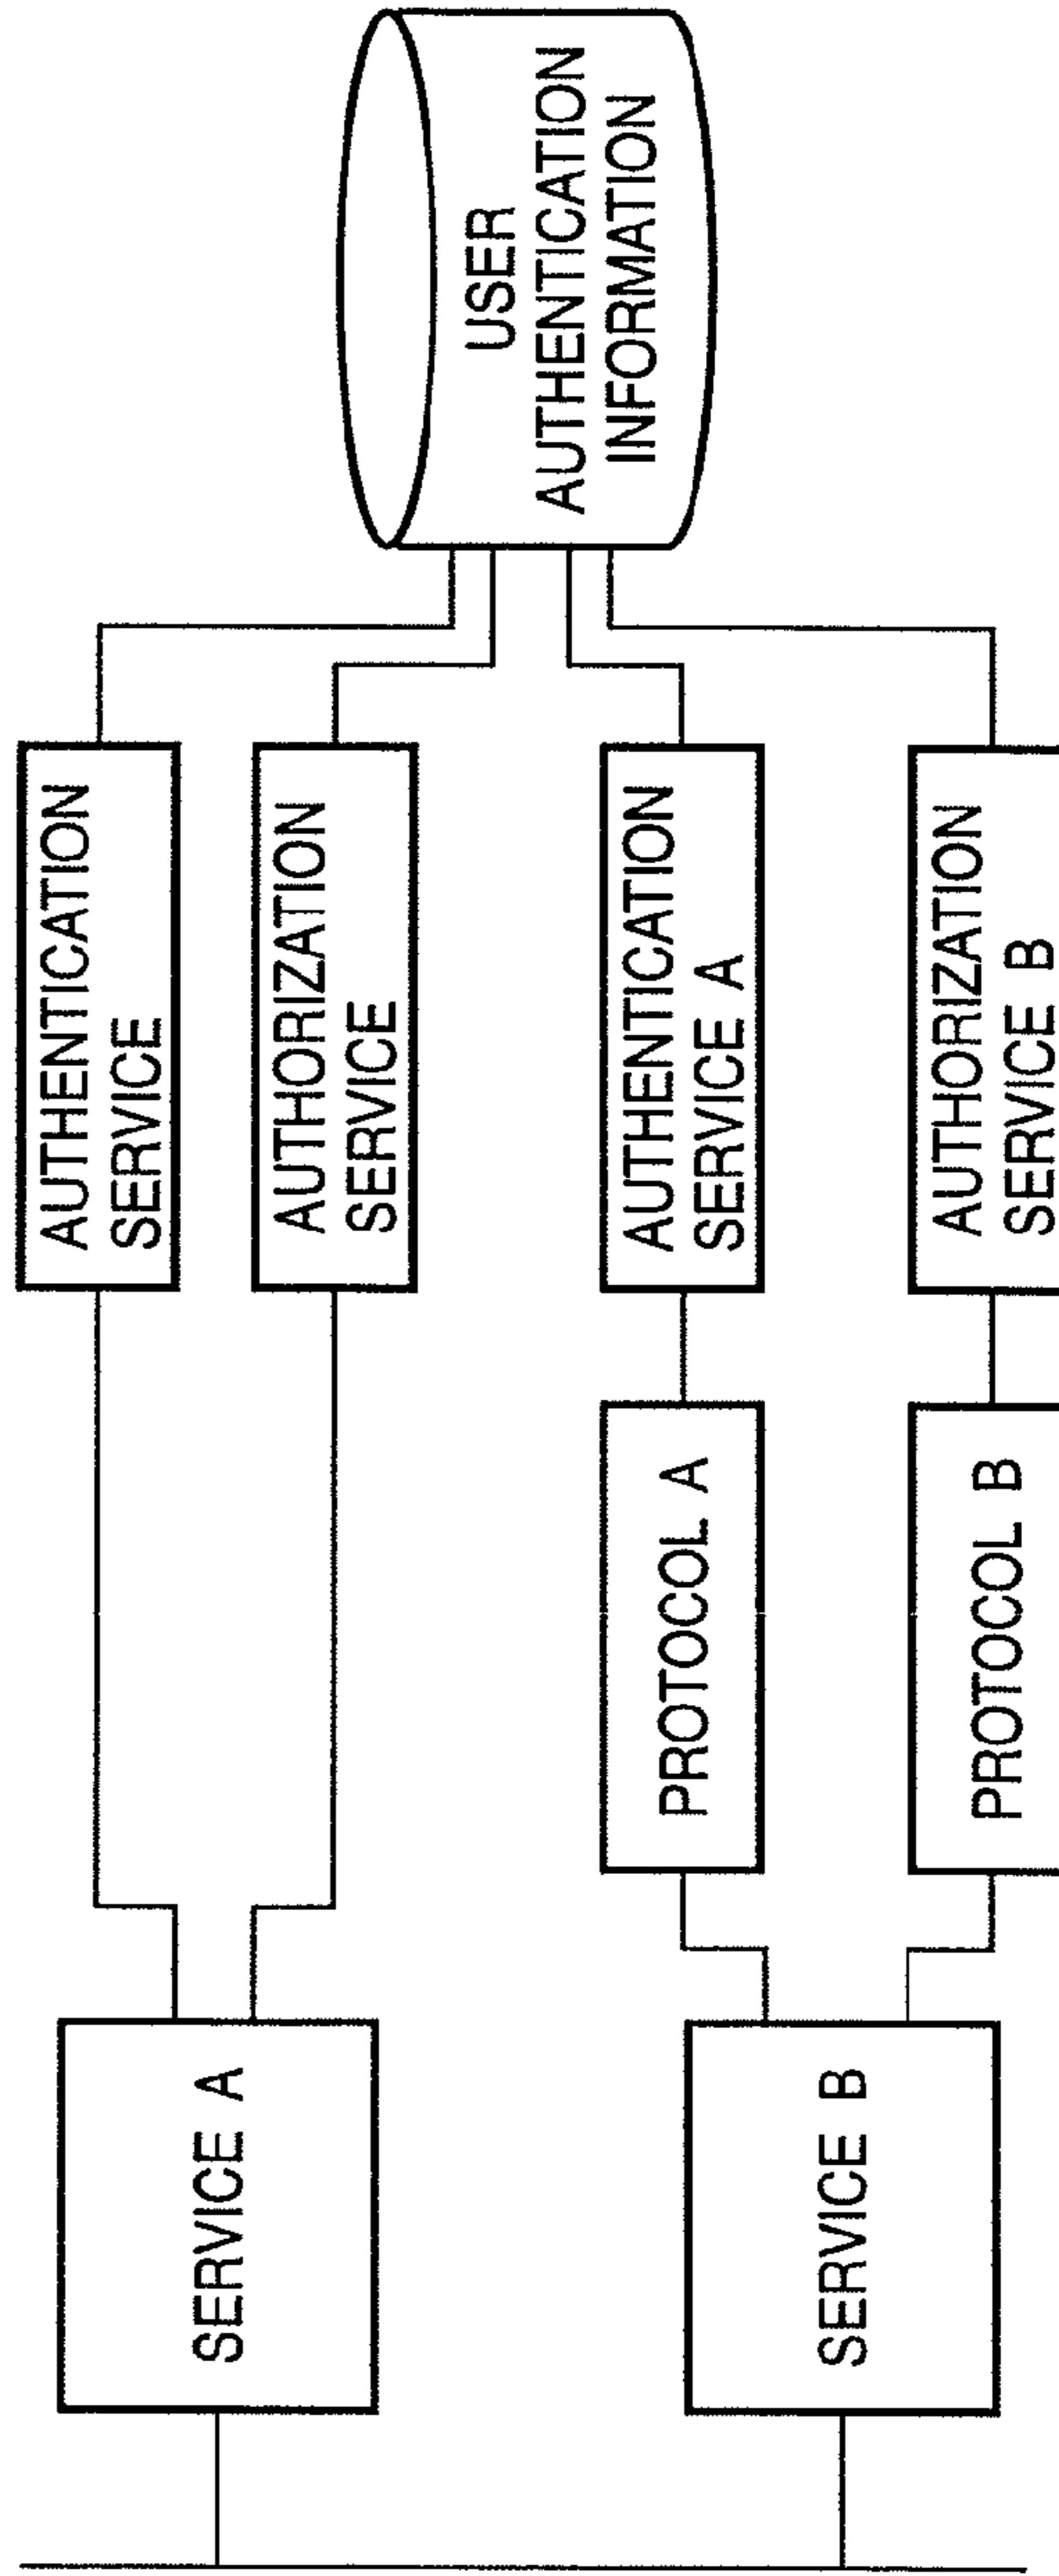 SERVICE A
AUTHENTICATION
SERVICE
AUTHORIZATION
SERVICE
USER
AUTHENTICATION
INFORMATION
SERVICE B
PROTOCOL A
AUTHENTICATION
SERVICE A
PROTOCOL B
AUTHORIZATION
SERVICE B